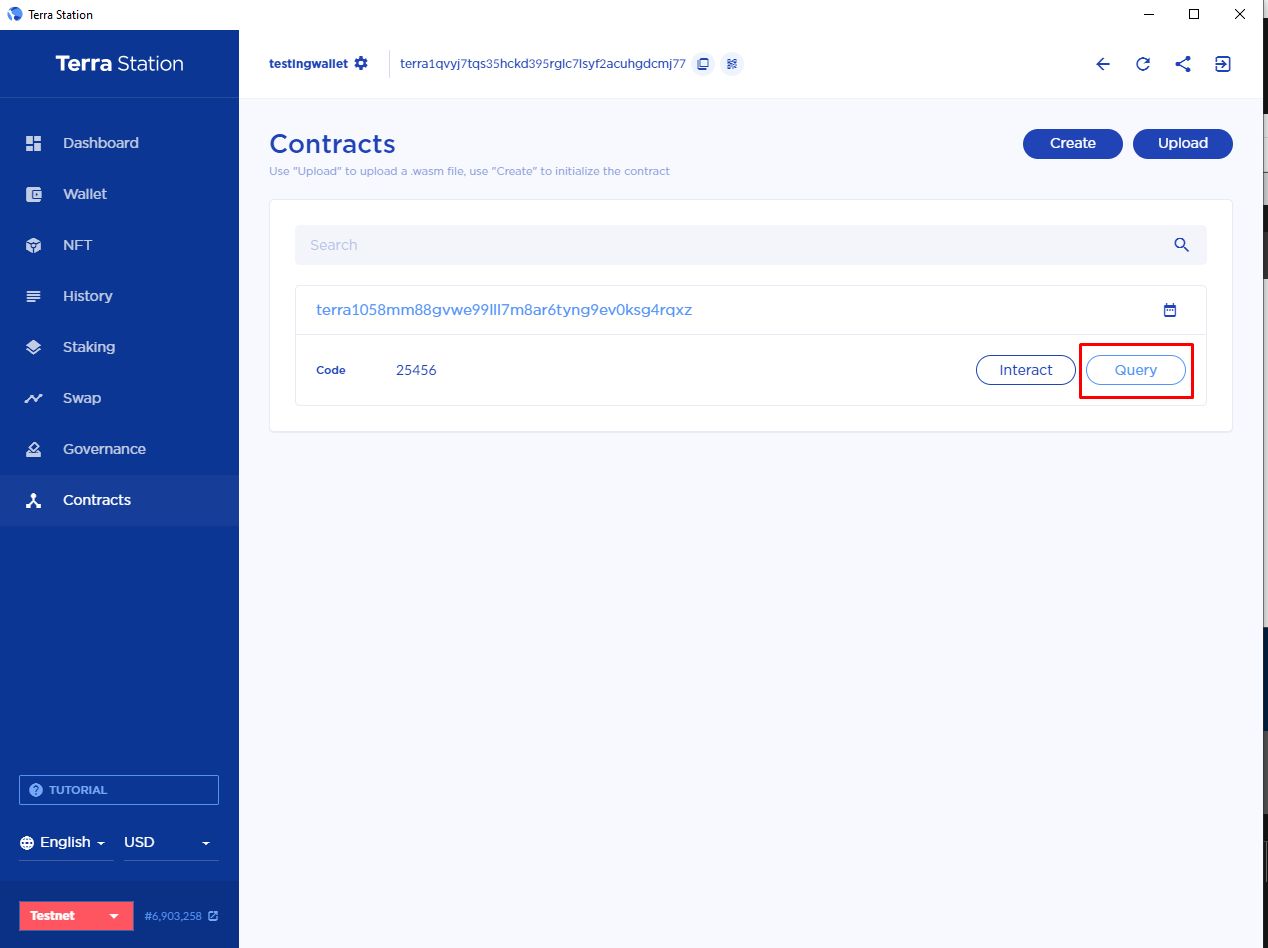 Terra Station
Terra Station
testingwallet terra1qvyj7tqs35hckd395rglc7lsyf2acuhgdcmj77
Dashboard
Wallet
NFT
History
Staking
Swap
Governance
Contracts
TUTORIAL
English USD
Testnet #6,903,258
Contracts
Create Upload
Use "Upload" to upload a .wasm file, use "Create" to initialize the contract
Search
terra1058mm88gvwe99lll7m8ar6tyng9ev0ksg4rqxz
Code 25456 Interact Query